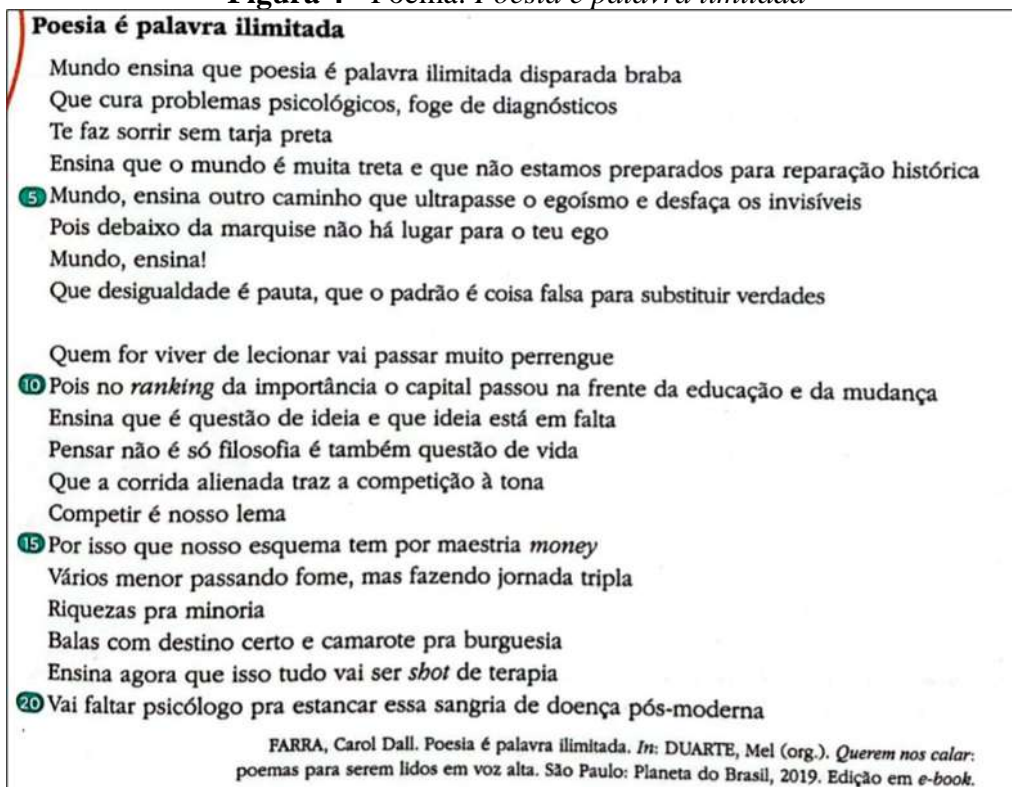 Figura 4 - Poema: Poesia é palavra ilimitada
Poesia é palavra ilimitada
Mundo ensina que poesia é palavra ilimitada disparada braba
Que cura problemas psicológicos, foge de diagnósticos
Te faz sorrir sem tarja preta
Ensina que o mundo é muita treta e que não estamos preparados para reparação histórica
5 Mundo, ensina outro caminho que ultrapasse o egoísmo e desfaça os invisíveis
Pois debaixo da marquise não há lugar para o teu ego
Mundo, ensina!
Que desigualdade é pauta, que o padrão é coisa falsa para substituir verdades
Quem for viver de lecionar vai passar muito perrengue
10 Pois no ranking da importância o capital passou na frente da educação e da mudança
Ensina que é questão de ideia e que ideia está em falta
Pensar não é só filosofia é também questão de vida
Que a corrida alienada traz a competição à tona
Competir é nosso lema
15 Por isso que nosso esquema tem por maestria money
Vários menor passando fome, mas fazendo jornada tripla
Riquezas pra minoria
Balas com destino certo e camarote pra burguesia
Ensina agora que isso tudo vai ser shot de terapia
20 Vai faltar psicólogo pra estancar essa sangria de doença pós-moderna
FARRA, Carol Dall. Poesia é palavra ilimitada. In: DUARTE, Mel (org.). Querem nos calar:
poemas para serem lidos em voz alta. São Paulo: Planeta do Brasil, 2019. Edição em e-book.